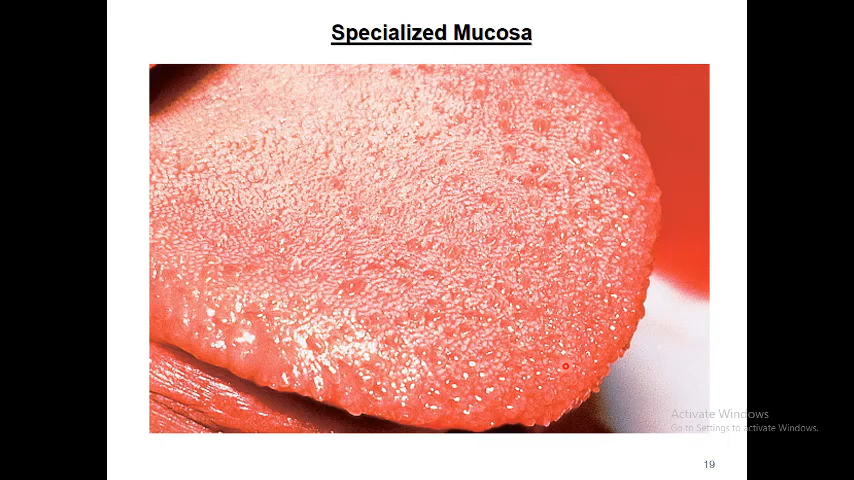 Specialized Mucosa
Activate Windows
Go to Settings to activate Windows.
19